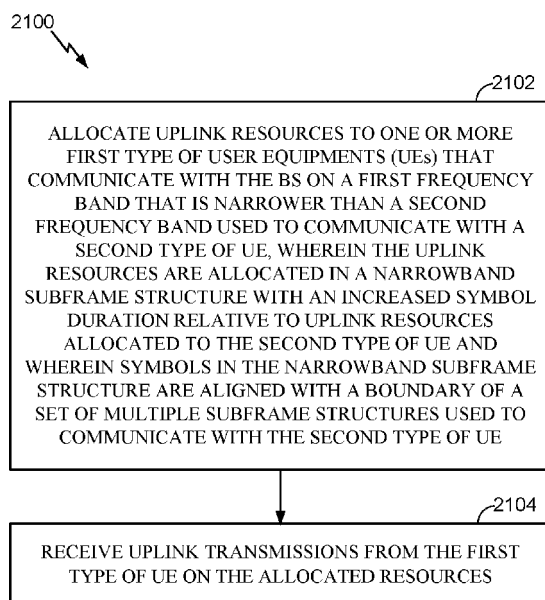 2100
2102
ALLOCATE UPLINK RESOURCES TO ONE OR MORE
FIRST TYPE OF USER EQUIPMENTS (UEs) THAT
COMMUNICATE WITH THE BS ON A FIRST FREQUENCY
BAND THAT IS NARROWER THAN A SECOND
FREQUENCY BAND USED TO COMMUNICATE WITH A
SECOND TYPE OF UE, WHEREIN THE UPLINK
RESOURCES ARE ALLOCATED IN A NARROWBAND
SUBFRAME STRUCTURE WITH AN INCREASED SYMBOL
DURATION RELATIVE TO UPLINK RESOURCES
ALLOCATED TO THE SECOND TYPE OF UE AND
WHEREIN SYMBOLS IN THE NARROWBAND SUBFRAME
STRUCTURE ARE ALIGNED WITH A BOUNDARY OF A
SET OF MULTIPLE SUBFRAME STRUCTURES USED TO
COMMUNICATE WITH THE SECOND TYPE OF UE
2104
RECEIVE UPLINK TRANSMISSIONS FROM THE FIRST
TYPE OF UE ON THE ALLOCATED RESOURCES